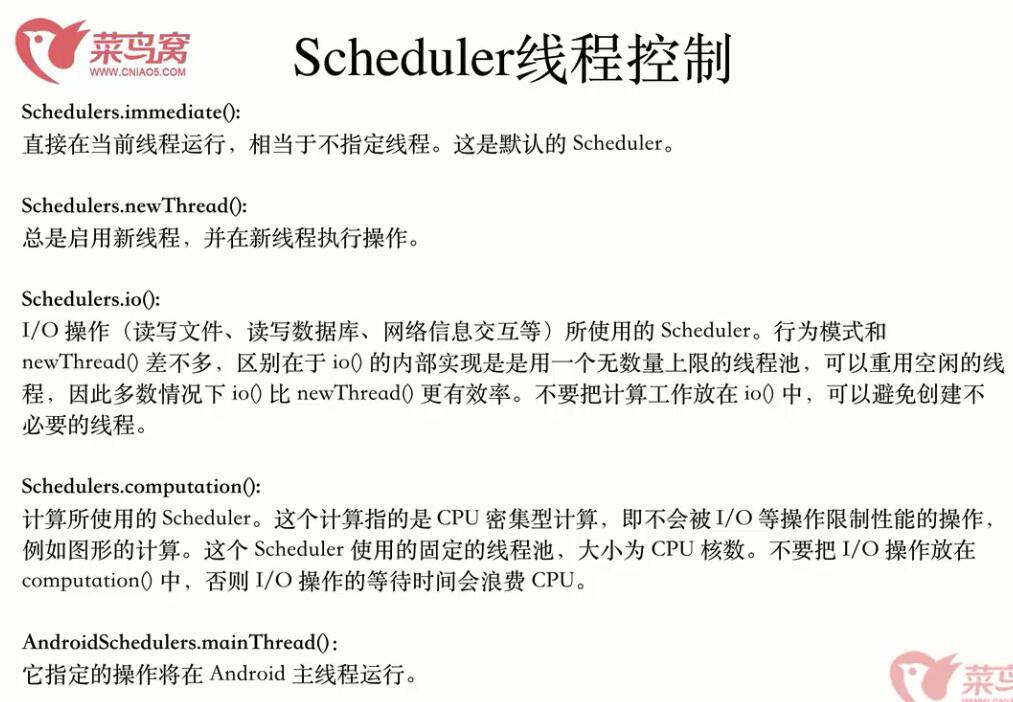 菜鸟窝
WWW.CNIAO5.COM
Scheduler线程控制
Schedulers.immediate():
直接在当前线程运行，相当于不指定线程。这是默认的 Scheduler。
Schedulers.newThread():
总是启用新线程，并在新线程执行操作。
Schedulers.io():
I/O 操作（读写文件、读写数据库、网络信息交互等）所使用的 Scheduler。行为模式和
newThread() 差不多，区别在于 io() 的内部实现是是用一个无数量上限的线程池，可以重用空闲的线
程，因此多数情况下 io() 比 newThread() 更有效率。不要把计算工作放在 io() 中，可以避免创建不
必要的线程。
Schedulers.computation():
计算所使用的 Scheduler。这个计算指的是 CPU 密集型计算，即不会被 I/O 等操作限制性能的操作，
例如图形的计算。这个 Scheduler 使用的固定的线程池，大小为 CPU 核数。不要把 I/O 操作放在
computation() 中，否则 I/O 操作的等待时间会浪费 CPU。
AndroidSchedulers.mainThread()：
它指定的操作将在 Android 主线程运行。
菜鸟